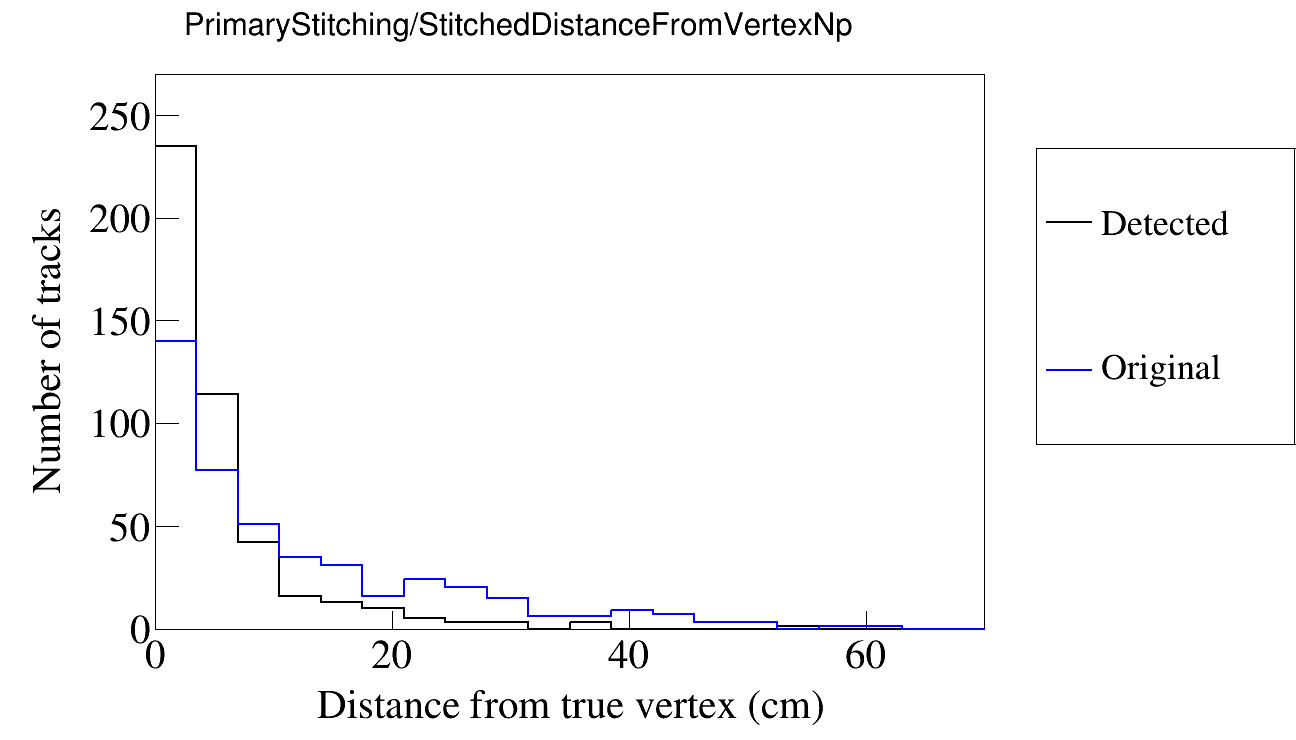 PrimaryStitching/StitchedDistanceFromVertexNp
250
200
150
100
50
0
Number of tracks
0 20 40 60
Distance from true vertex (cm)
Detected
Original